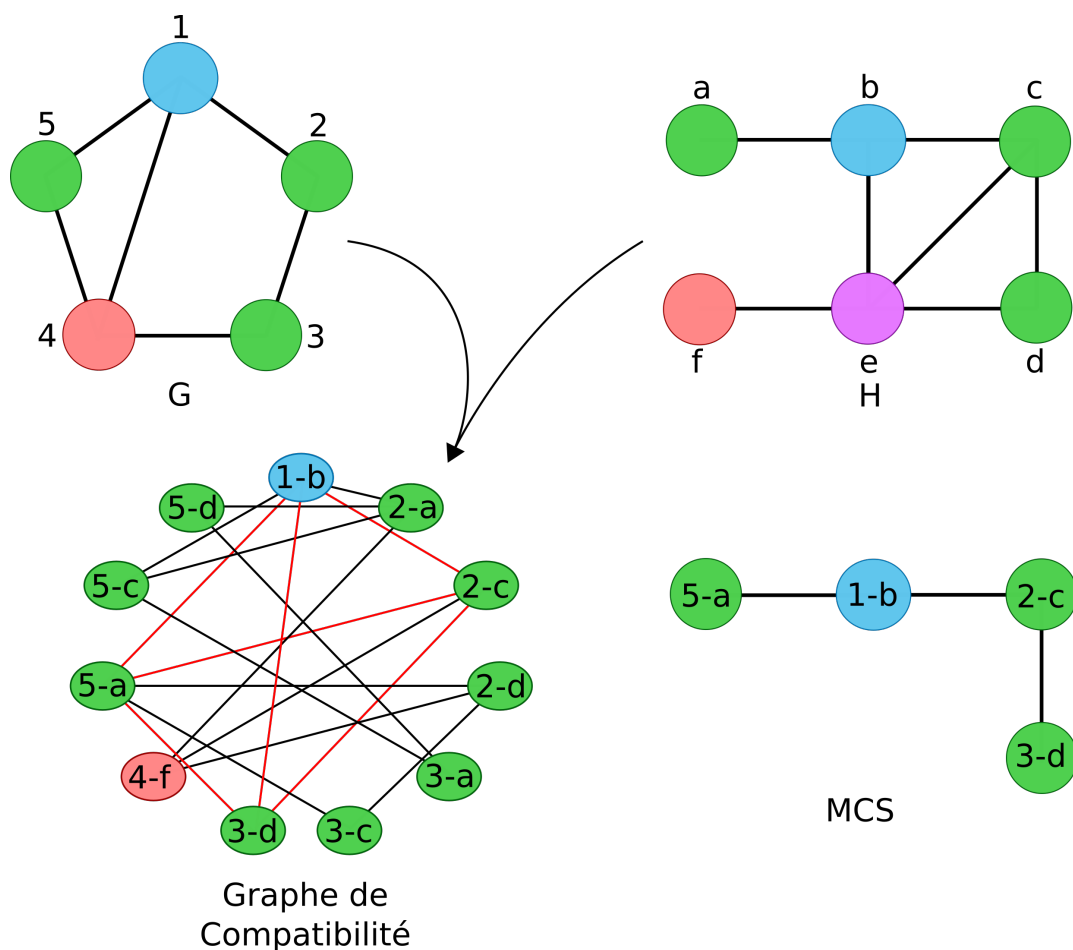 1
5
2
4
3
G
a
b
c
f
e
d
H
1-b
5-d
2-a
5-c
2-c
5-a
2-d
4-f
3-a
3-d
3-c
Graphe de
Compatibilité
5-a
1-b
2-c
3-d
MCS